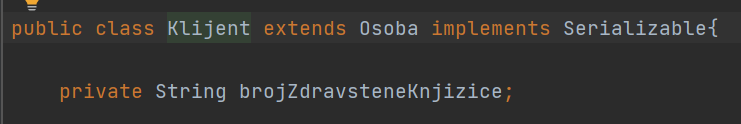 public class Klijent extends Osoba implements Serializable{
private String brojZdravsteneKnjizice;